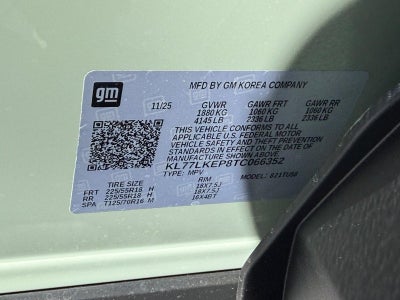 gm
MFD BY GM KOREA COMPANY
11/25 GVWR GAWR FRT GAWR RR
1880 KG 1060 KG 1060 KG
4145 LB 2336 LB 2336 LB
THIS VEHICLE CONFORMS TO ALL
APPLICABLE U.S. FEDERAL MOTOR
VEHICLE SAFETY AND THEFT PREVENTION
STANDARDS IN EFFECT ON THE DATE OF
MANUFACTURE SHOWN ABOVE.
KL77LKEP8TC066352
TYPE: MPV MODEL: 821TU58
TIRE SIZE RIM
FRT 225/55R18 H 18X7.5J
RR 225/55R18 H 18X7.5J
SPA T125/70R16 M 16X4BT